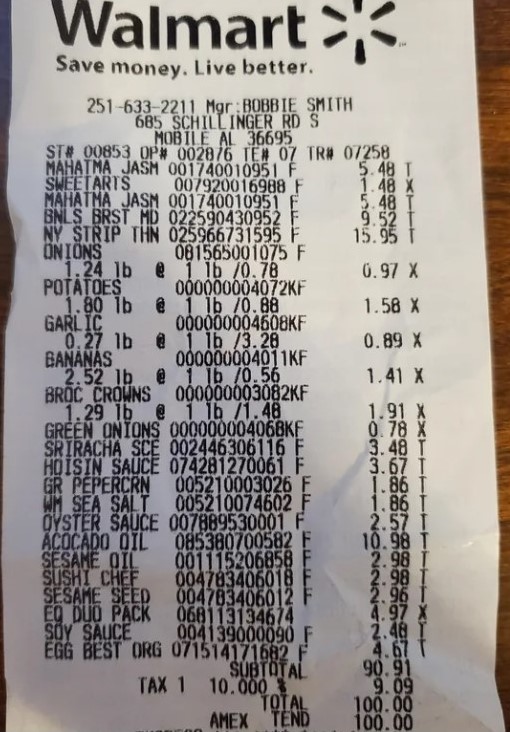 Walmart
Save money. Live better.
251-633-2211 Mgr:BOBBIE SMITH
685 SCHILLINGER RD S
MOBILE AL 36695
ST# 00853 OP# 002876 TE# 07 TR# 07258
MAHATMA JASM 001740010951 F 5.48 T
SWEETARTS 007920016988 F 1.48 X
MAHATMA JASM 001740010951 F 5.48 T
BNLS BRST MD 022590430952 F 9.52 T
NY STRIP THN 025966731595 F 15.95 T
ONIONS 081565001075 F
1.24 lb @ 1 lb /0.78 0.97 X
POTATOES 000000004072KF
1.80 lb @ 1 lb /0.88 1.58 X
GARLIC 000000004608KF
0.27 lb @ 1 lb /3.28 0.89 X
BANANAS 000000004011KF
2.52 lb @ 1 lb /0.56 1.41 X
BROC CROWNS 000000003082KF
1.29 lb @ 1 lb /1.48 1.91 X
GREEN ONIONS 000000004068KF 0.78 X
SRIRACHA SCE 002446306116 F 3.48 T
HOISIN SAUCE 074281270061 F 3.67 T
GR PEPERCRN 005210003026 F 1.86 T
WM SEA SALT 005210074602 F 1.86 T
OYSTER SAUCE 007889530001 F 2.57 T
ACOCADO OIL 085380700582 F 10.98 T
SESAME OIL 001115206858 F 2.98 T
SUSHI CHEF 004783406018 F 2.98 T
SESAME SEED 004783406012 F 2.96 T
EQ DUO PACK 068113134674 4.97 X
SOY SAUCE 004139000090 F 2.48 T
EGG BEST ORG 071514171682 F 4.67 T
SUBTOTAL 90.91
TAX 1 10.000 % 9.09
TOTAL 100.00
AMEX TEND 100.00